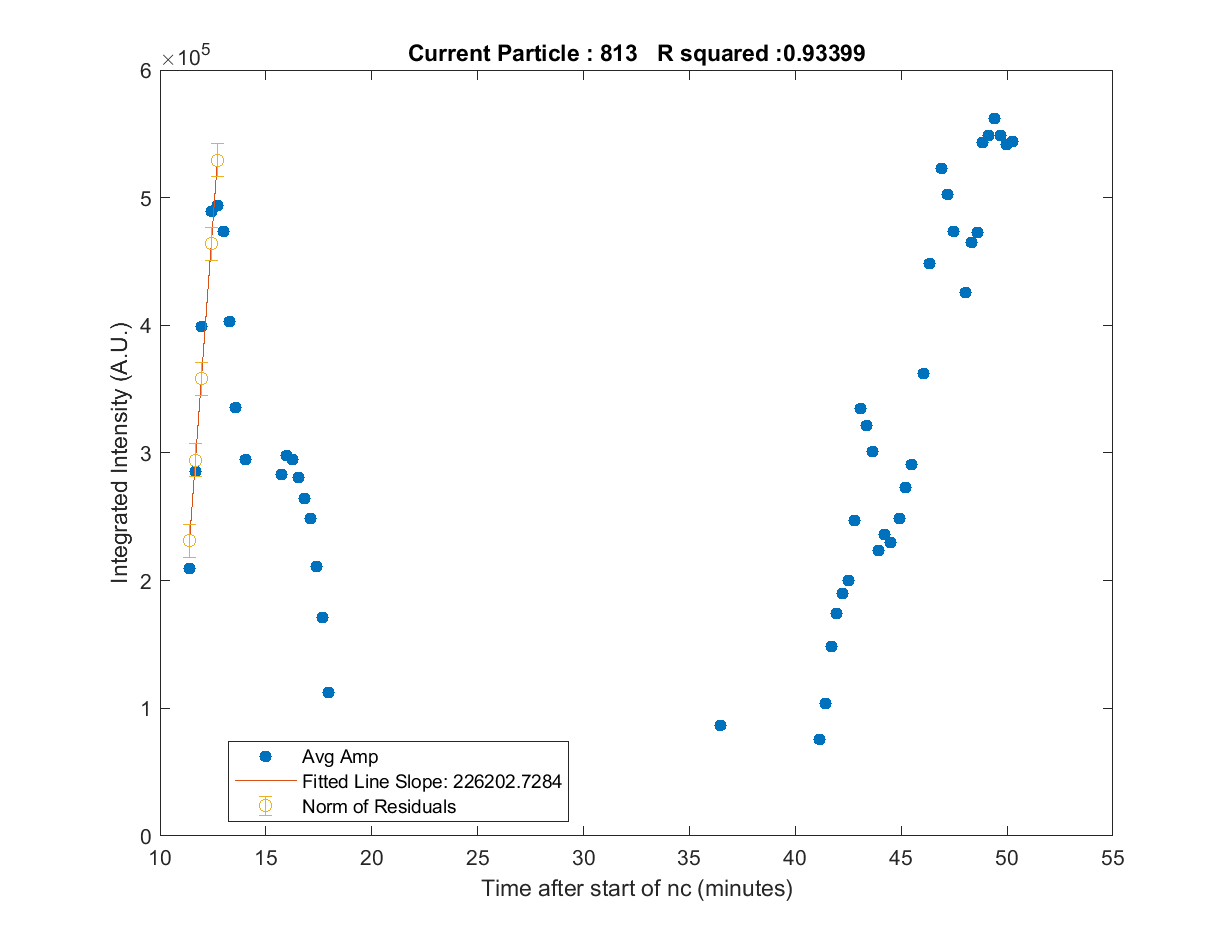 Current Particle : 813   R squared :0.93399
×10^5
6
5
4
3
2
1
0
Integrated Intensity (A.U.)
Avg Amp
Fitted Line Slope: 226202.7284
Norm of Residuals
10 15 20 25 30 35 40 45 50 55
Time after start of nc (minutes)